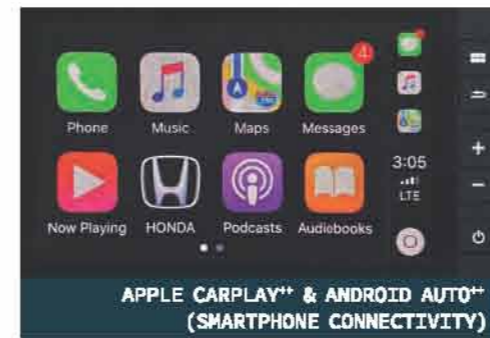 4
Phone Music Maps Messages
3:05
LTE
Now Playing HONDA Podcasts Audiobooks
APPLE CARPLAY++ & ANDROID AUTO++
(SMARTPHONE CONNECTIVITY)